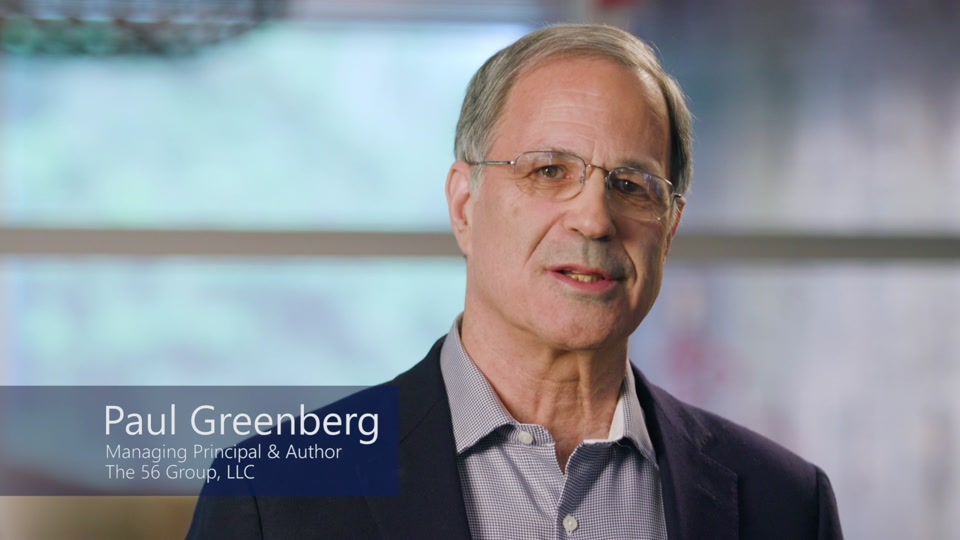 Paul Greenberg
Managing Principal & Author
The 56 Group, LLC